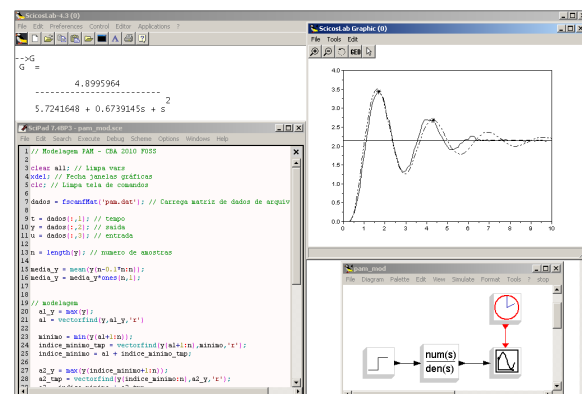 ScicosLab-4.3 (0)
File Edit Preferences Control Editor Applications ?
-->G
G =
4.8995964
-------------------------
2
5.7241648 + 0.6739145s + s
SciPad 7.48P3 - pam_mod.sce
File Edit Search Execute Debug Scheme Options Windows Help
1 // Modelagem PAM - CBA 2010 FOSS
2
3 clear all; // Limpa vars
4 xdel; // Fecha janelas gráficas
5 clc; // Limpa tela de comandos
6
7 dados = fscanfMat('pam.dat'); // Carrega matriz de dados de arquiv
8
9 t = dados(:,1); // tempo
10 y = dados(:,2); // saida
11 u = dados(:,3); // entrada
12
13 n = length(y); // numero de amostras
14
15 media_y = mean(y(n-0.1*n:n));
16 media_y = media_y*ones(n,1);
17
18
19 // modelagem
20 a1_y = max(y);
21 a1 = vectorfind(y,a1_y,'r')
22
23 minimo = min(y(a1+1:n));
24 indice_minimo_tmp = vectorfind(y(a1+1:n),minimo,'r');
25 indice_minimo = a1 + indice_minimo_tmp;
26
27 a2_y = max(y(indice_minimo+1:n));
28 a2_tmp = vectorfind(y(indice_minimo:n),a2_y,'r');
ScicosLab Graphic (0)
File Tools Edit
GED
4.0
3.5
3.0
2.5
2.0
1.5
1.0
0.5
0.0
0 1 2 3 4 5 6 7 8 9 10
pam_mod
File Diagram Palette Edit View Simulate Format Tools ? stop
num(s)
den(s)